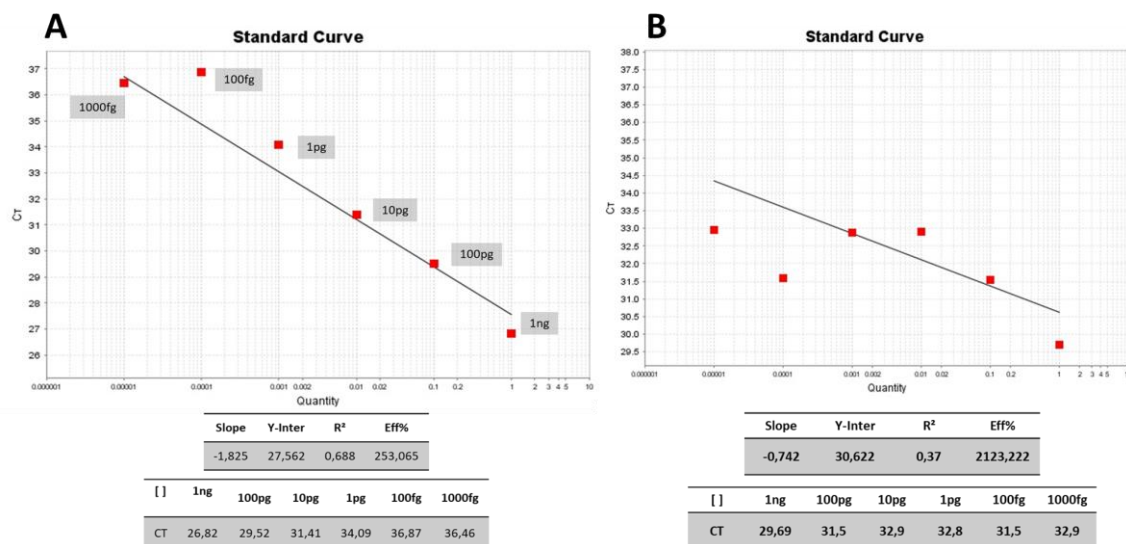 A
Standard Curve
37
36
35
34
33
32
31
30
29
28
27
26
CT
1000fg
100fg
1pg
10pg
100pg
1ng
0.000001 0.00001 0.0001 0.001 0.002 0.01 0.02 0.1 0.2 1 2 3 4 5 10
Quantity
Slope Y-Inter R² Eff%
-1,825 27,562 0,688 253,065
[ ] 1ng 100pg 10pg 1pg 100fg 1000fg
CT 26,82 29,52 31,41 34,09 36,87 36,46
B
Standard Curve
38.0
37.5
37.0
36.5
36.0
35.5
35.0
34.5
34.0
33.5
33.0
32.5
32.0
31.5
31.0
30.5
30.0
29.5
CT
0.000001 0.00001 0.0001 0.001 0.002 0.01 0.02 0.1 0.2 1 2 3 4 5 10
Quantity
Slope Y-Inter R² Eff%
-0,742 30,622 0,37 2123,222
[ ] 1ng 100pg 10pg 1pg 100fg 1000fg
CT 29,69 31,5 32,9 32,8 31,5 32,9